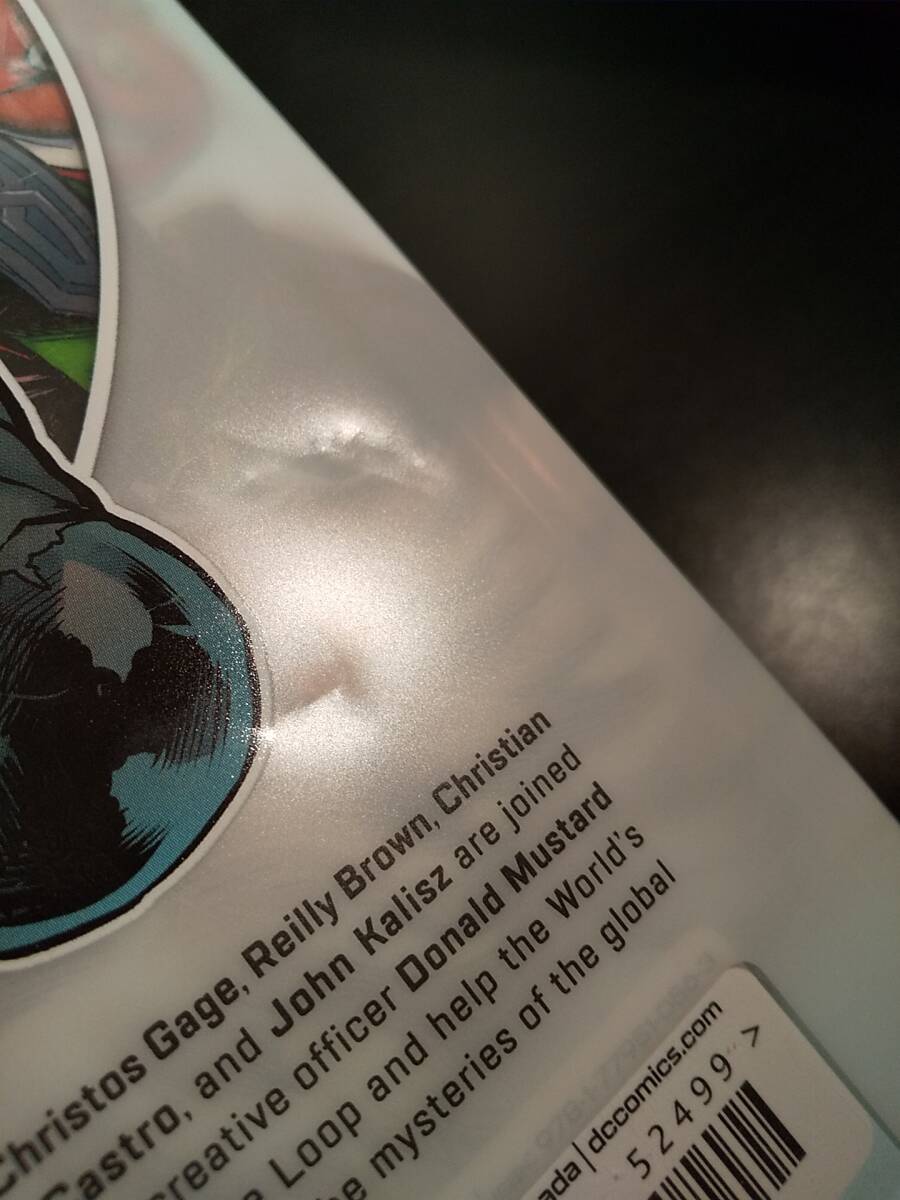 Christos Gage, Reilly Brown, Christian
Castro, and John Kalisz are joined
creative officer Donald Mustard
Loop and help the World's
mysteries of the global
dccomics.com
52499 >